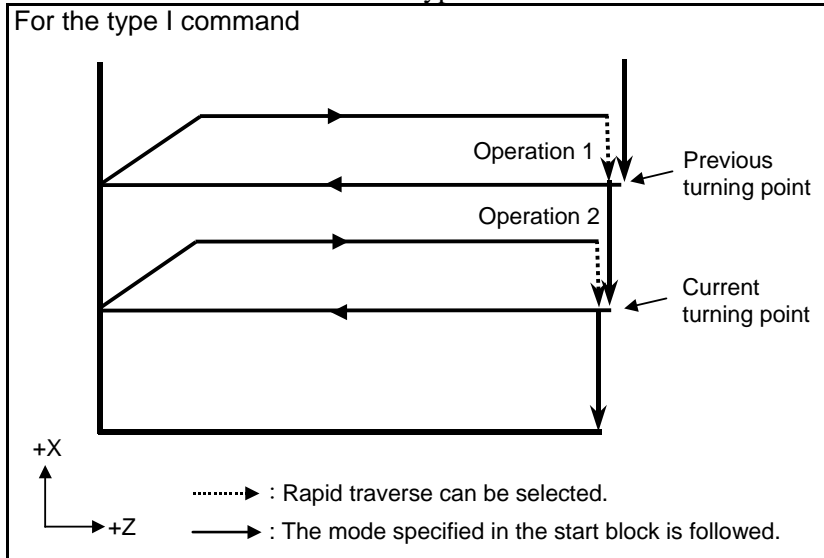 For the type I command
Operation 1
Previous
turning point
Operation 2
Current
turning point
+X
+Z
: Rapid traverse can be selected.
: The mode specified in the start block is followed.